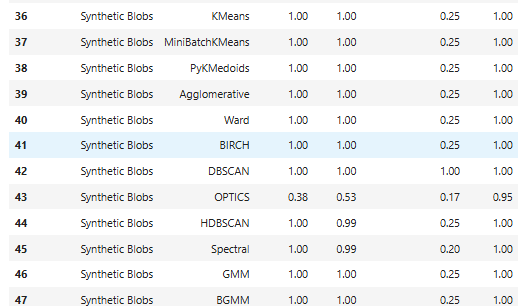 36 Synthetic Blobs KMeans 1.00 1.00 0.25 1.00
37 Synthetic Blobs MiniBatchKMeans 1.00 1.00 0.25 1.00
38 Synthetic Blobs PyKMedoids 1.00 1.00 0.25 1.00
39 Synthetic Blobs Agglomerative 1.00 1.00 0.25 1.00
40 Synthetic Blobs Ward 1.00 1.00 0.25 1.00
41 Synthetic Blobs BIRCH 1.00 1.00 0.25 1.00
42 Synthetic Blobs DBSCAN 1.00 1.00 1.00 1.00
43 Synthetic Blobs OPTICS 0.38 0.53 0.17 0.95
44 Synthetic Blobs HDBSCAN 1.00 0.99 0.25 1.00
45 Synthetic Blobs Spectral 1.00 0.99 0.20 1.00
46 Synthetic Blobs GMM 1.00 1.00 0.25 1.00
47 Synthetic Blobs BGMM 1.00 1.00 0.25 1.00